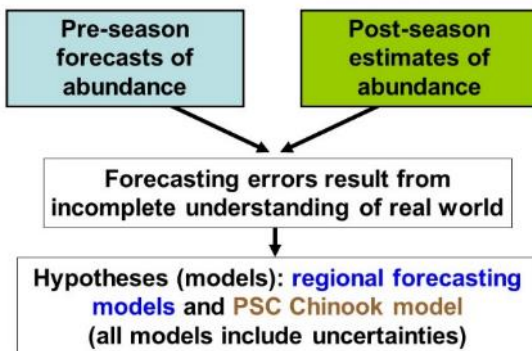 Pre-season
forecasts of
abundance
Post-season
estimates of
abundance
Forecasting errors result from
incomplete understanding of real world
Hypotheses (models): regional forecasting
models and PSC Chinook model
(all models include uncertainties)